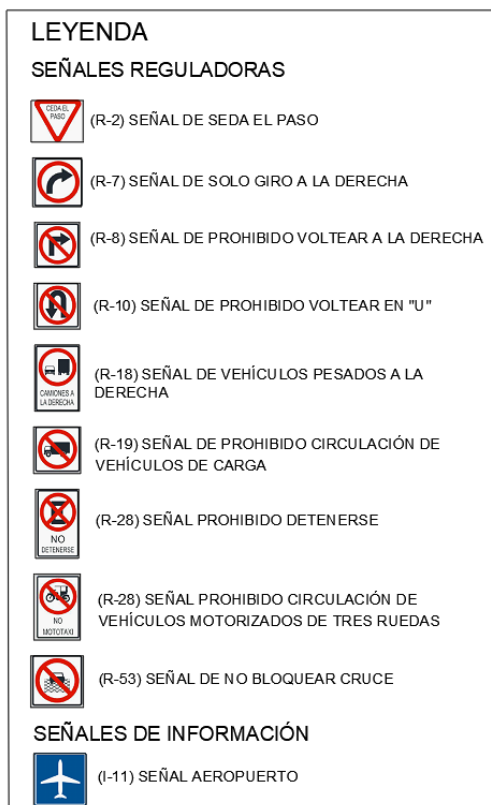 LEYENDA
SEÑALES REGULADORAS
CEDA EL
PASO
(R-2) SEÑAL DE SEDA EL PASO
(R-7) SEÑAL DE SOLO GIRO A LA DERECHA
(R-8) SEÑAL DE PROHIBIDO VOLTEAR A LA DERECHA
(R-10) SEÑAL DE PROHIBIDO VOLTEAR EN "U"
CAMIONES A
LA DERECHA
(R-18) SEÑAL DE VEHÍCULOS PESADOS A LA
DERECHA
(R-19) SEÑAL DE PROHIBIDO CIRCULACIÓN DE
VEHÍCULOS DE CARGA
NO
DETENERSE
(R-28) SEÑAL PROHIBIDO DETENERSE
NO
MOTOTAXI
(R-28) SEÑAL PROHIBIDO CIRCULACIÓN DE
VEHÍCULOS MOTORIZADOS DE TRES RUEDAS
(R-53) SEÑAL DE NO BLOQUEAR CRUCE
SEÑALES DE INFORMACIÓN
(I-11) SEÑAL AEROPUERTO